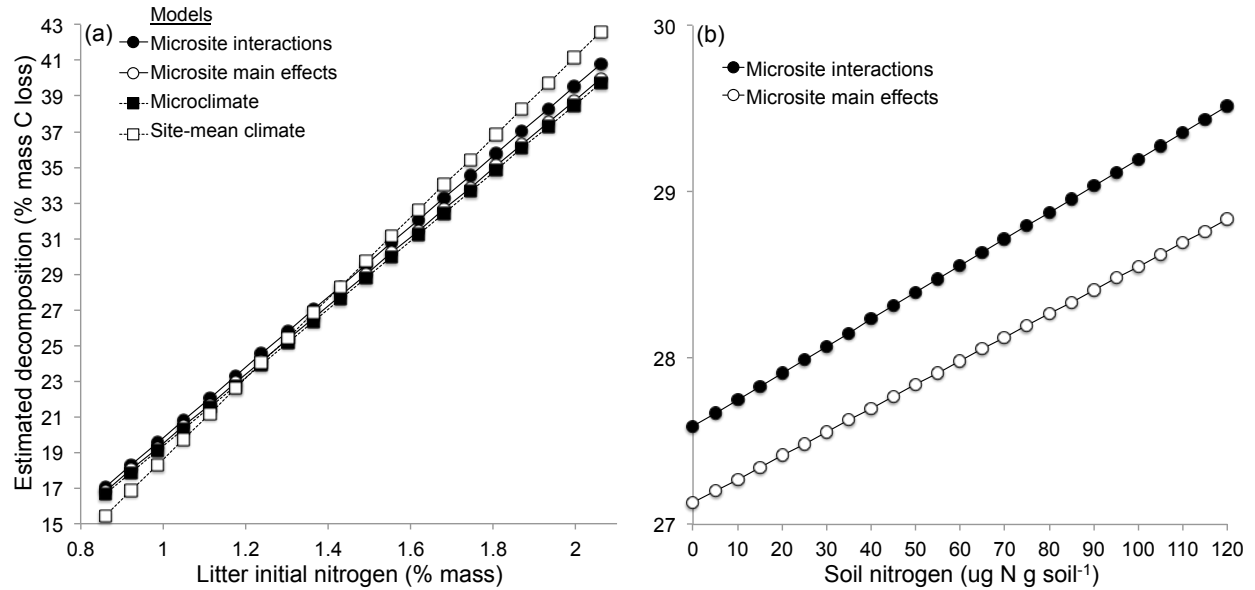 (a)
Models
Microsite interactions
Microsite main effects
Microclimate
Site-mean climate
Estimated decomposition (% mass C loss)
43
41
39
37
35
33
31
29
27
25
23
21
19
17
15
0.8 1 1.2 1.4 1.6 1.8 2
Litter initial nitrogen (% mass)
(b)
Microsite interactions
Microsite main effects
30
29
28
27
0 10 20 30 40 50 60 70 80 90 100 110 120
Soil nitrogen (ug N g soil⁻¹)